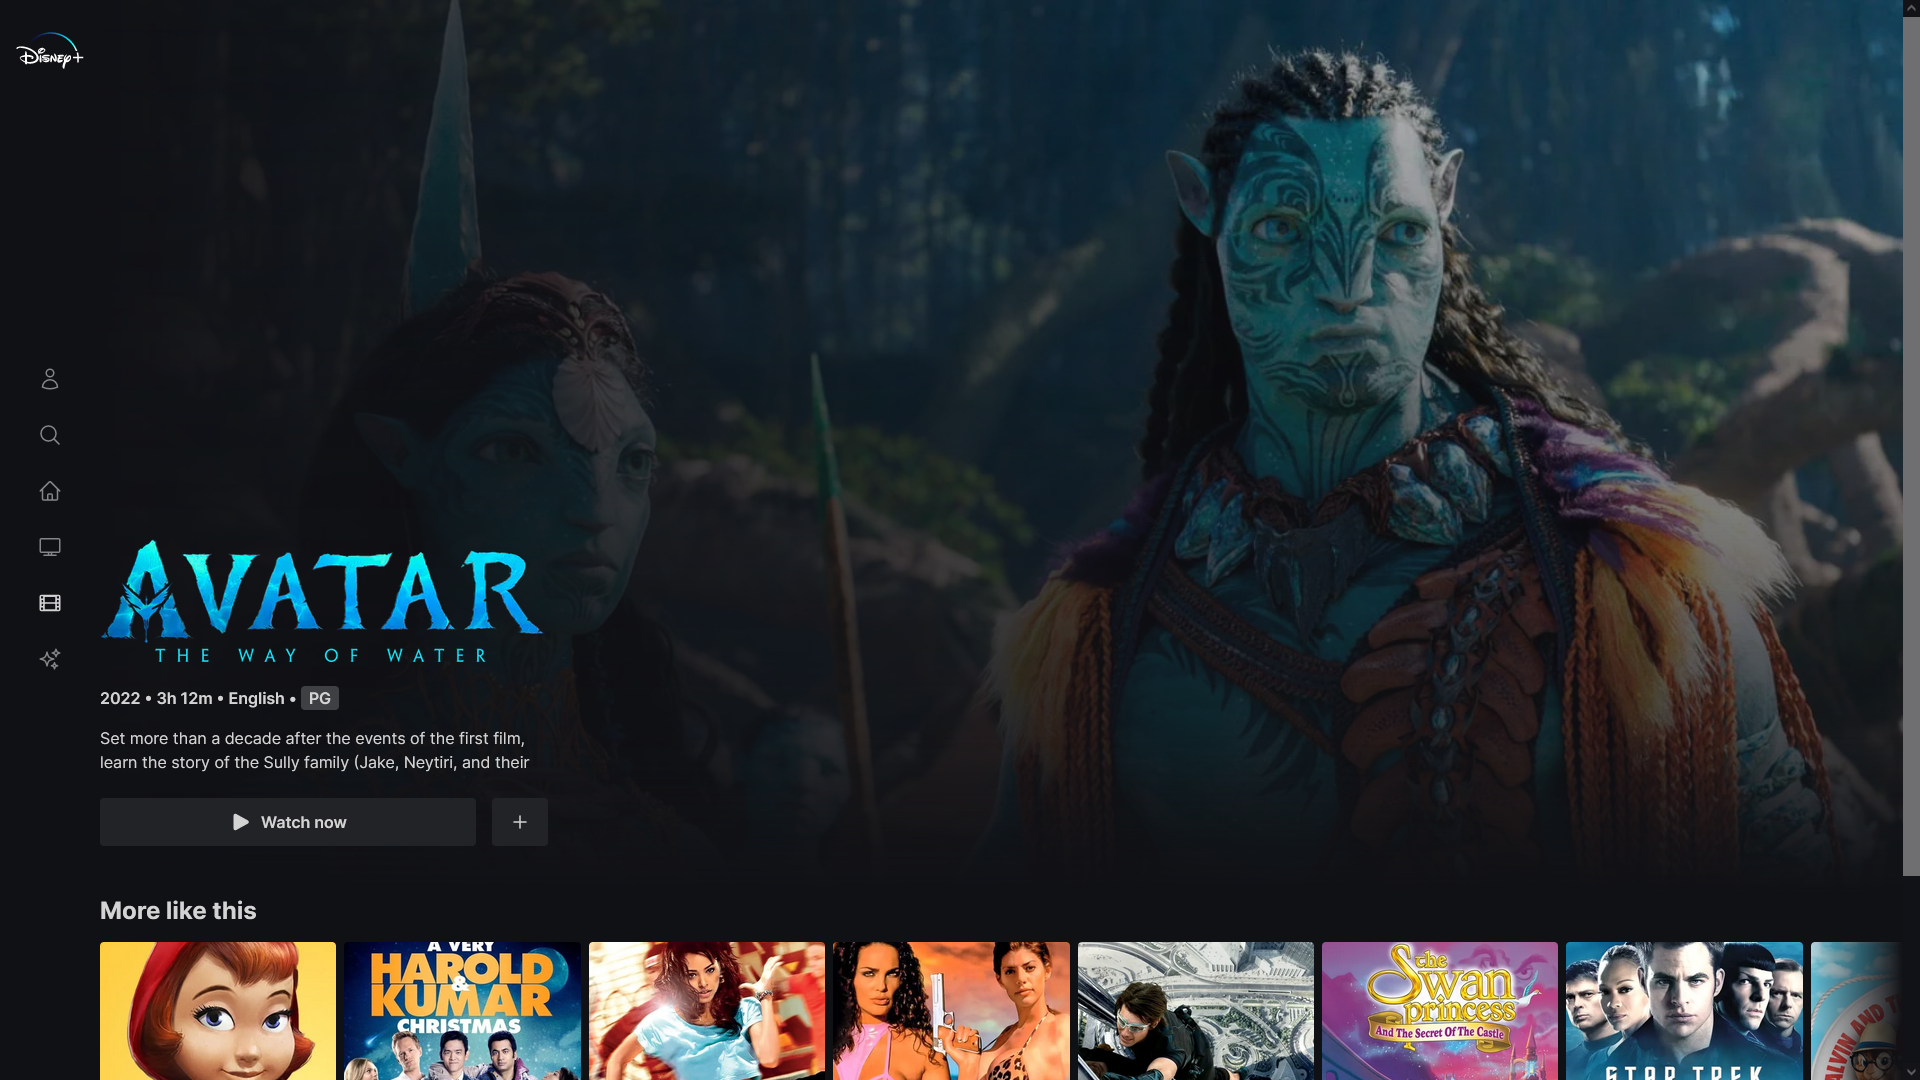 Disney+
AVATAR
THE WAY OF WATER
2022 • 3h 12m • English • PG
Set more than a decade after the events of the first film,
learn the story of the Sully family (Jake, Neytiri, and their
Watch now
More like this
A VERY
HAROLD
&
KUMAR
CHRISTMAS
the
Swan
princess
And The Secret Of The Castle
STAR TREK
ALVIN AND T